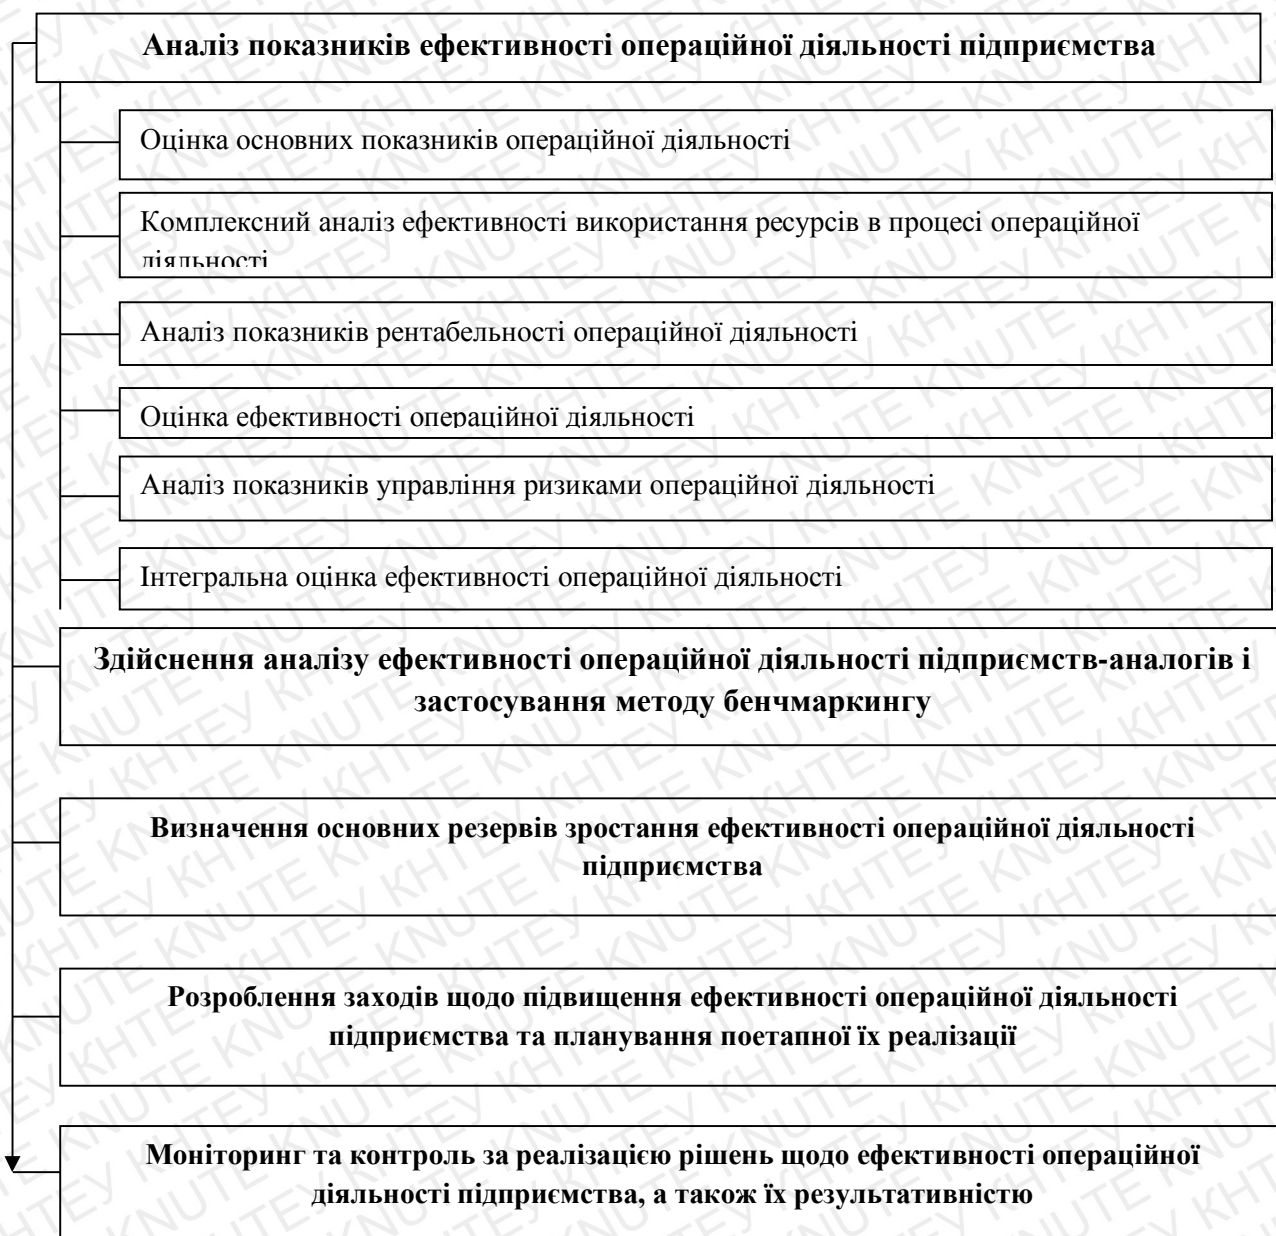 Аналіз показників ефективності операційної діяльності підприємства
Оцінка основних показників операційної діяльності
Комплексний аналіз ефективності використання ресурсів в процесі операційної
діяльності
Аналіз показників рентабельності операційної діяльності
Оцінка ефективності операційної діяльності
Аналіз показників управління ризиками операційної діяльності
Інтегральна оцінка ефективності операційної діяльності
Здійснення аналізу ефективності операційної діяльності підприємств-аналогів і
застосування методу бенчмаркингу
Визначення основних резервів зростання ефективності операційної діяльності
підприємства
Розроблення заходів щодо підвищення ефективності операційної діяльності
підприємства та планування поетапної їх реалізації
Моніторинг та контроль за реалізацією рішень щодо ефективності операційної
діяльності підприємства, а також їх результативністю